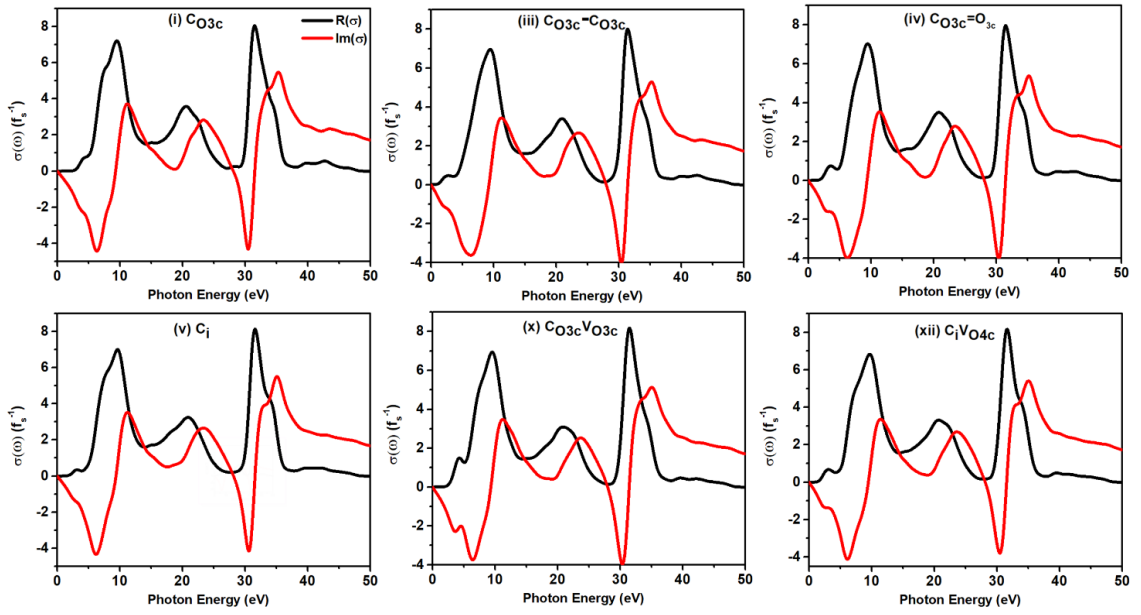 (i) C_O3c
R(σ)
Im(σ)
σ(ω) (f_s^-1)
8
6
4
2
0
-2
-4
0 10 20 30 40 50
Photon Energy (eV)
(iii) C_O3c-C_O3c
σ(ω) (f_s^-1)
8
6
4
2
0
-2
-4
0 10 20 30 40 50
Photon Energy (eV)
(iv) C_O3c=O_3c
σ(ω) (f_s^-1)
8
6
4
2
0
-2
-4
0 10 20 30 40 50
Photon Energy (eV)
(v) C_i
σ(ω) (f_s^-1)
8
6
4
2
0
-2
-4
0 10 20 30 40 50
Photon Energy (eV)
(x) C_O3cV_O3c
σ(ω) (f_s^-1)
8
6
4
2
0
-2
-4
0 10 20 30 40 50
Photon Energy (eV)
(xii) C_iV_O4c
σ(ω) (f_s^-1)
8
6
4
2
0
-2
-4
0 10 20 30 40 50
Photon Energy (eV)